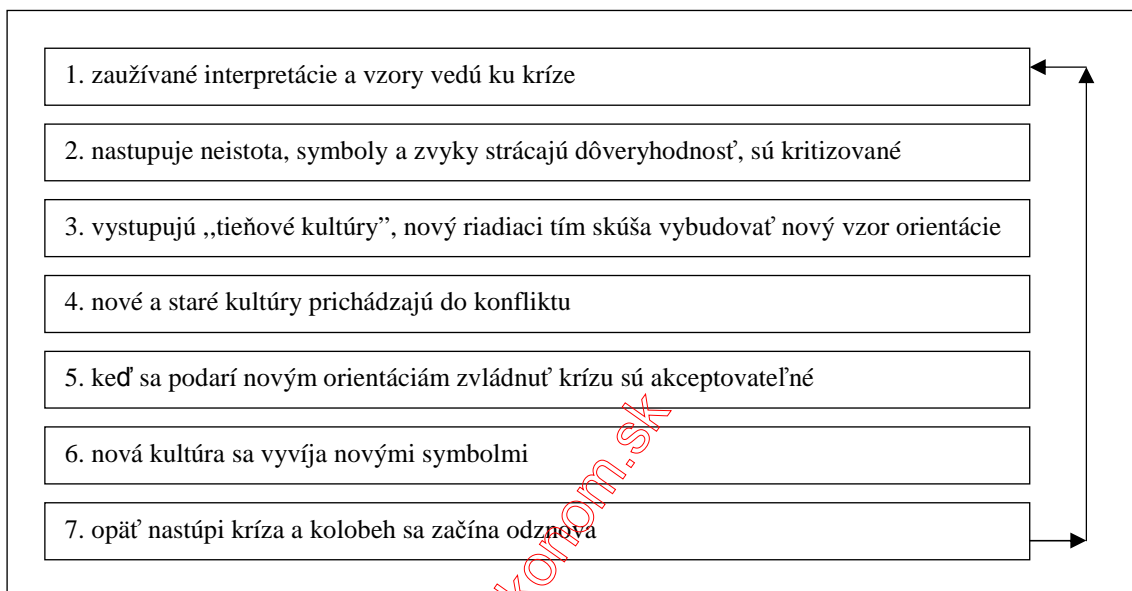 1. zaužívané interpretácie a vzory vedú ku kríze
2. nastupuje neistota, symboly a zvyky strácajú dôveryhodnosť, sú kritizované
3. vystupujú ,,tieňové kultúry”, nový riadiaci tím skúša vybudovať nový vzor orientácie
4. nové a staré kultúry prichádzajú do konfliktu
5. keď sa podarí novým orientáciám zvládnuť krízu sú akceptovateľné
6. nová kultúra sa vyvíja novými symbolmi
7. opäť nastúpi kríza a kolobeh sa začína odznova
konom.sk